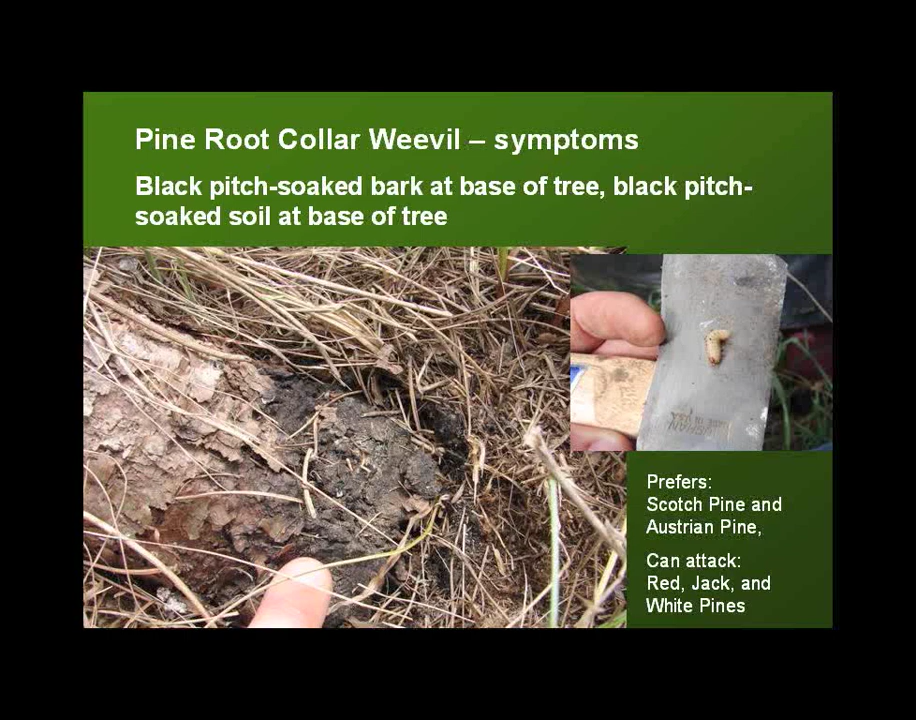 Pine Root Collar Weevil – symptoms
Black pitch-soaked bark at base of tree, black pitch-
soaked soil at base of tree
Prefers:
Scotch Pine and
Austrian Pine,
Can attack:
Red, Jack, and
White Pines